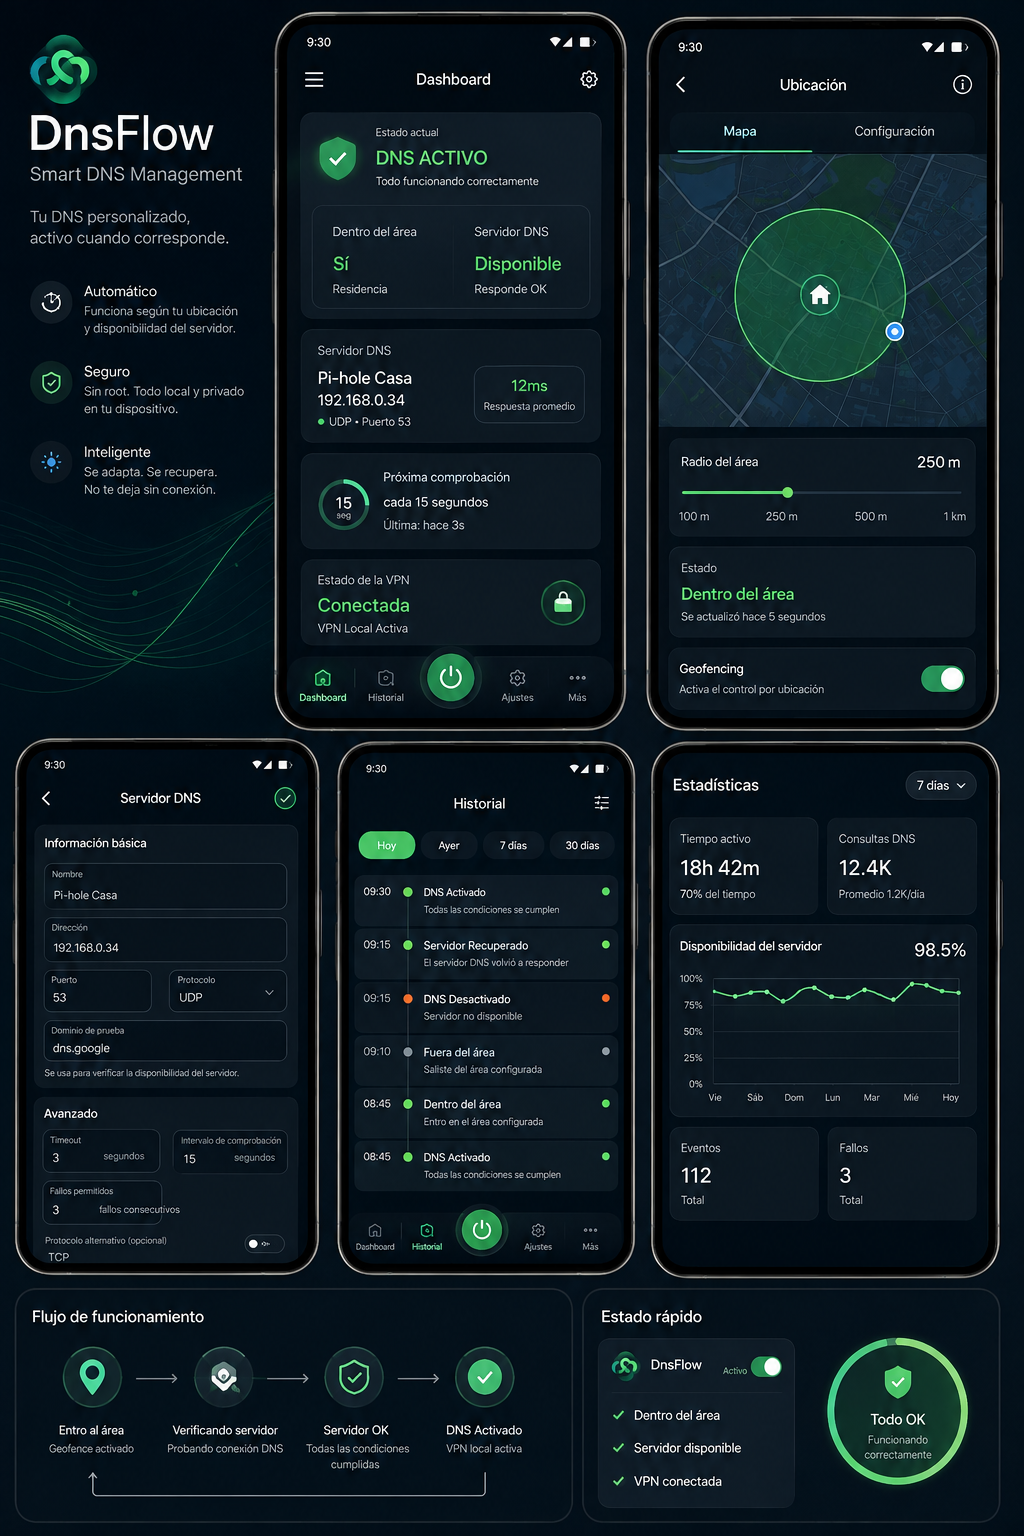 DnsFlow
Smart DNS Management
Tu DNS personalizado,
activo cuando corresponde.
Automático
Funciona según tu ubicación
y disponibilidad del servidor.
Seguro
Sin root. Todo local y privado
en tu dispositivo.
Inteligente
Se adapta. Se recupera.
No te deja sin conexión.
9:30
Dashboard
Estado actual
DNS ACTIVO
Todo funcionando correctamente
Dentro del área
Sí
Residencia
Servidor DNS
Disponible
Responde OK
Servidor DNS
Pi-hole Casa
192.168.0.34
UDP • Puerto 53
12ms
Respuesta promedio
15
seg
Próxima comprobación
cada 15 segundos
Última: hace 3s
Estado de la VPN
Conectada
VPN Local Activa
Dashboard
Historial
Ajustes
Más
9:30
Ubicación
Mapa
Configuración
Radio del área
250 m
100 m
250 m
500 m
1 km
Estado
Dentro del área
Se actualizó hace 5 segundos
Geofencing
Activa el control por ubicación
9:30
Servidor DNS
Información básica
Nombre
Pi-hole Casa
Dirección
192.168.0.34
Puerto
53
Protocolo
UDP
Dominio de prueba
dns.google
Se usa para verificar la disponibilidad del servidor.
Avanzado
Timeout
3 segundos
Intervalo de comprobación
15 segundos
Fallos permitidos
3 fallos consecutivos
Protocolo alternativo (opcional)
TCP
9:30
Historial
Hoy
Ayer
7 días
30 días
09:30 DNS Activado
Todas las condiciones se cumplen
09:15 Servidor Recuperado
El servidor DNS volvió a responder
09:15 DNS Desactivado
Servidor no disponible
09:10 Fuera del área
Saliste del área configurada
08:45 Dentro del área
Entro en el área configurada
08:45 DNS Activado
Todas las condiciones se cumplen
Dashboard
Historial
Ajustes
Más
Estadísticas
7 días
Tiempo activo
18h 42m
70% del tiempo
Consultas DNS
12.4K
Promedio 1.2K/dia
Disponibilidad del servidor
98.5%
100%
75%
50%
25%
0%
Vie
Sáb
Dom
Lun
Mar
Mié
Hoy
Eventos
112
Total
Fallos
3
Total
Flujo de funcionamiento
Entro al área
Geofence activado
Verificando servidor
Probando conexión DNS
Servidor OK
Todas las condiciones
cumplidas
DNS Activado
VPN local activa
Estado rápido
DnsFlow
Activo
Dentro del área
Servidor disponible
VPN conectada
Todo OK
Funcionando
correctamente